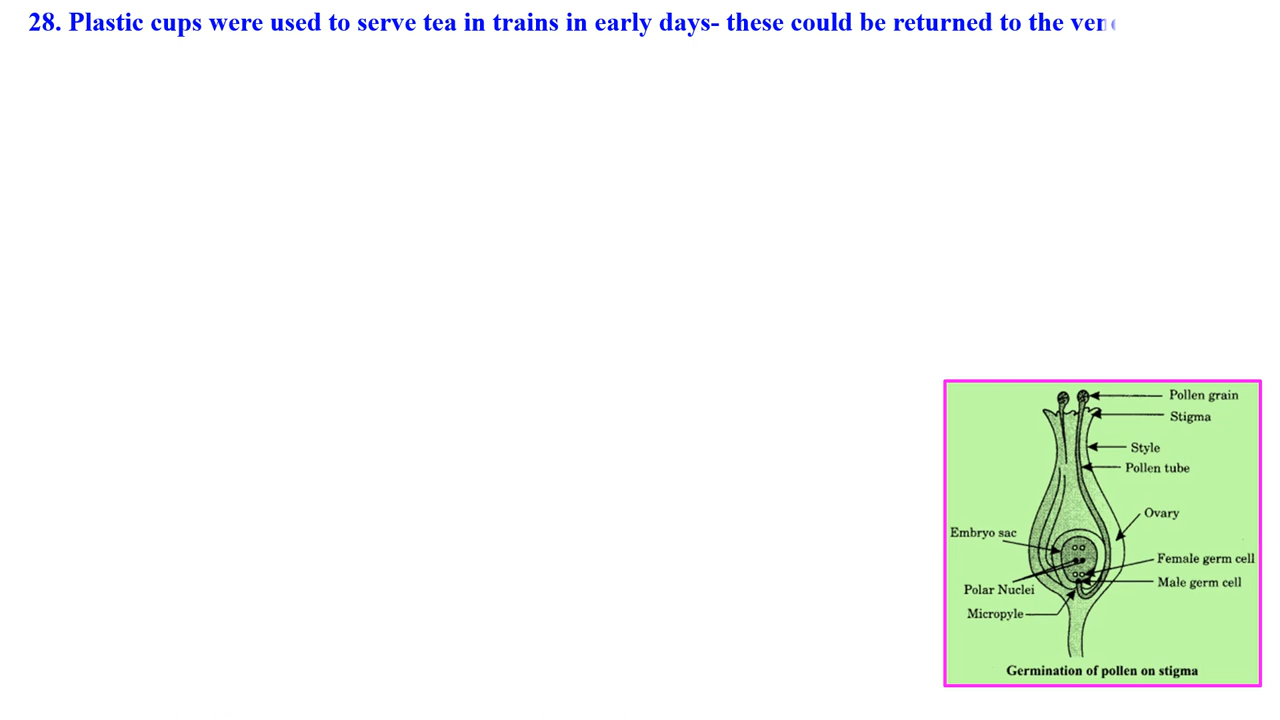 28. Plastic cups were used to serve tea in trains in early days- these could be returned to the
Pollen grain
Stigma
Style
Pollen tube
Ovary
Embryo sac
Female germ cell
Male germ cell
Polar Nuclei
Micropyle
Germination of pollen on stigma